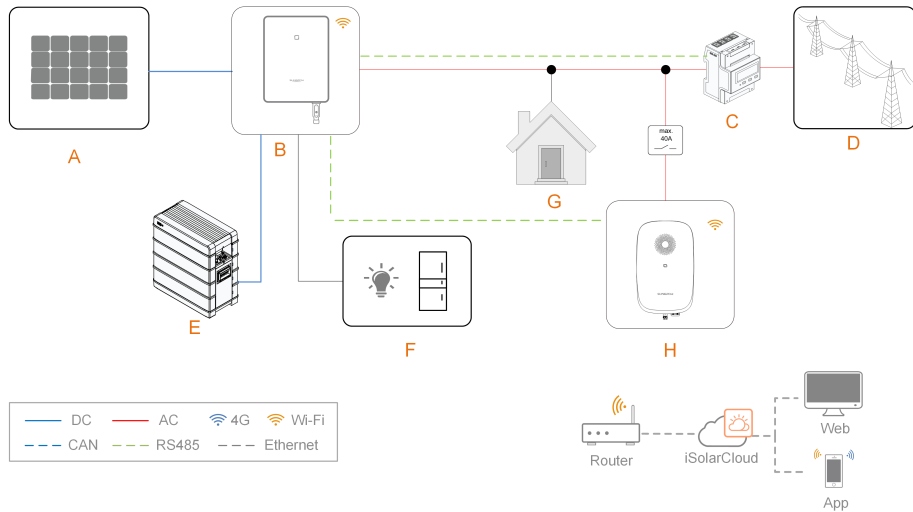 A
B
C
D
max.
40A
G
E
F
H
DC
AC
4G
Wi-Fi
CAN
RS485
Ethernet
Router
iSolarCloud
Web
App